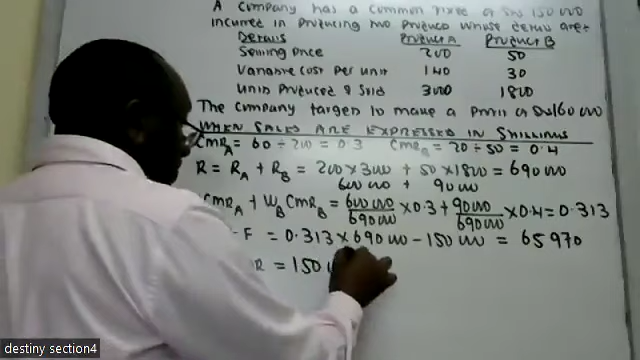 A Company has a common fixed of Sh 150 000
incurred in producing two produco whose detail are:
Details Product A Product B
Selling Price 200 50
Variable cost per unit 140 30
Units Produced & Sold 3000 1800
The company targets to make a profit of Sh 160 000
WHEN SALES ARE EXPRESSED IN SHILLINGS
CMR_A = 60 ÷ 200 = 0.3 CMR_B = 20 ÷ 50 = 0.4
R = R_A + R_B = 200 × 3000 + 50 × 1800 = 690 000
600 000 + 90 000
CMR_A + W_B CMR_B = 600 000/690 000 × 0.3 + 90 000/690 000 × 0.4 = 0.313
- F = 0.313 × 690 000 - 150 000 = 65 970
R = 150
destiny section4